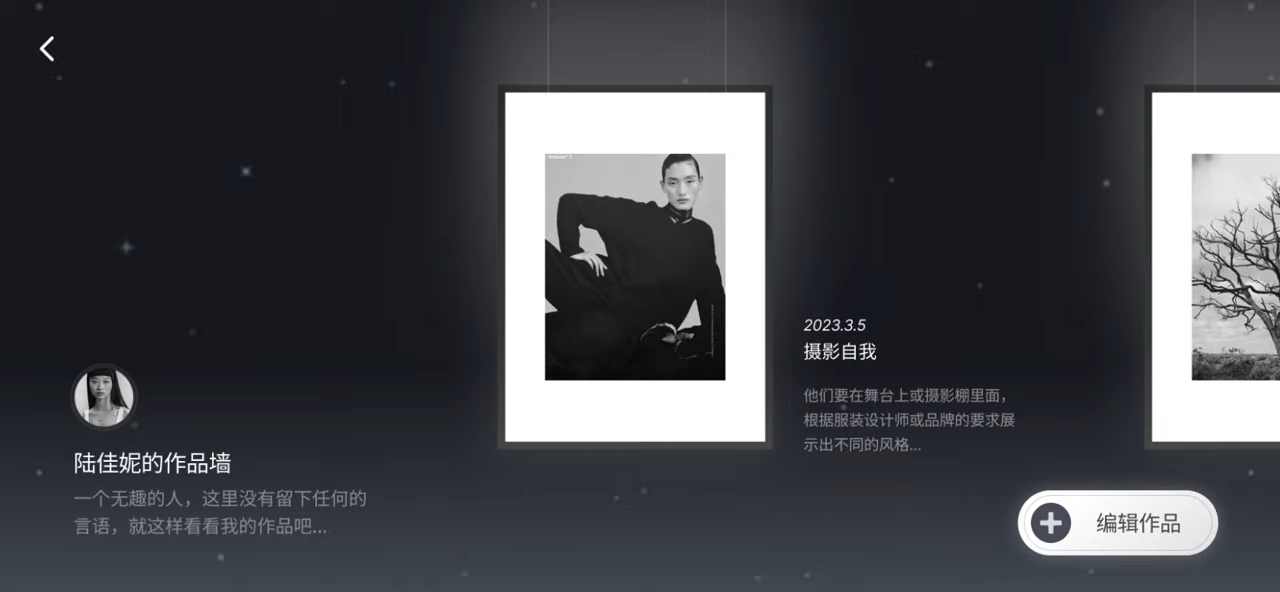 2023.3.5
摄影自我
他们要在舞台上或摄影棚里面，
根据服装设计师或品牌的要求展
示出不同的风格...
陆佳妮的作品墙
一个无趣的人，这里没有留下任何的
言语，就这样看看我的作品吧...
编辑作品